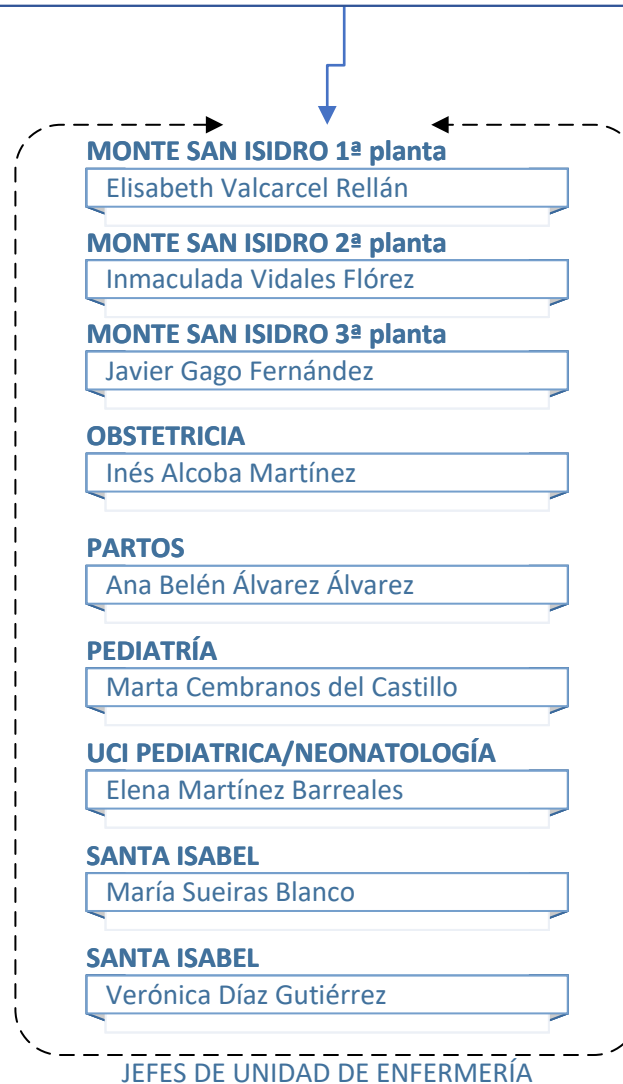 MONTE SAN ISIDRO 1ª planta
Elisabeth Valcarcel Rellán
MONTE SAN ISIDRO 2ª planta
Inmaculada Vidales Flórez
MONTE SAN ISIDRO 3ª planta
Javier Gago Fernández
OBSTETRICIA
Inés Alcoba Martínez
PARTOS
Ana Belén Álvarez Álvarez
PEDIATRÍA
Marta Cembranos del Castillo
UCI PEDIATRICA/NEONATOLOGÍA
Elena Martínez Barreales
SANTA ISABEL
María Sueiras Blanco
SANTA ISABEL
Verónica Díaz Gutiérrez
JEFES DE UNIDAD DE ENFERMERÍA